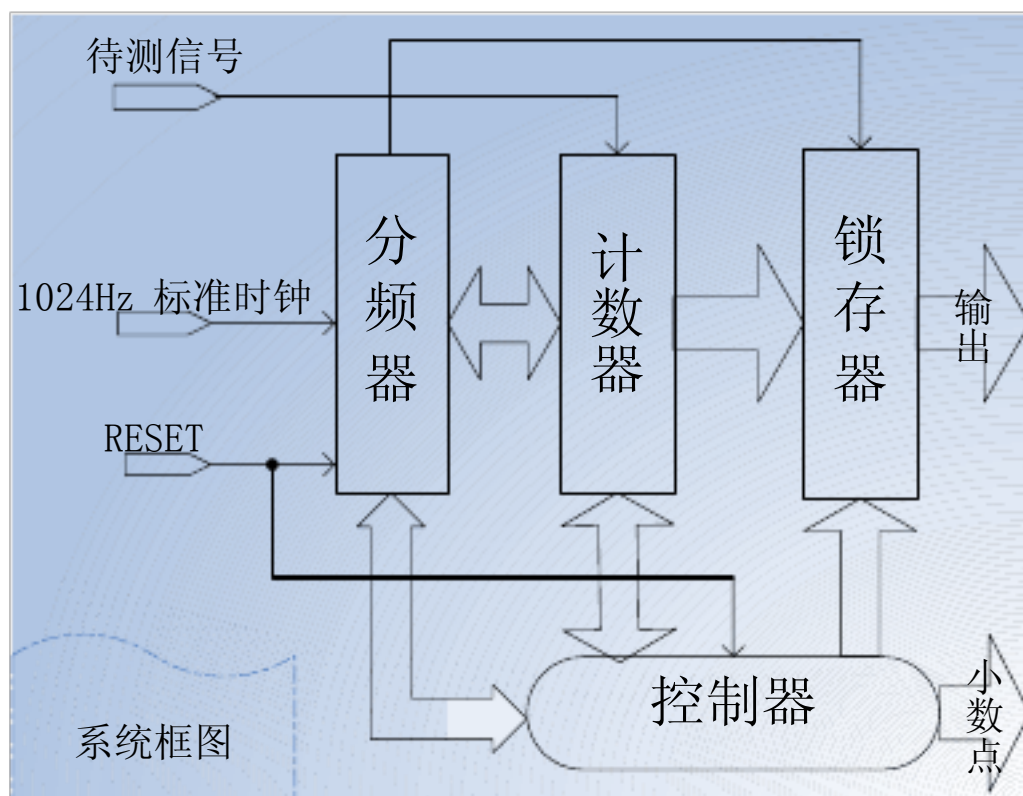 待测信号
1024Hz 标准时钟
RESET
分频器
计数器
锁存器
输出
控制器
小数点
系统框图